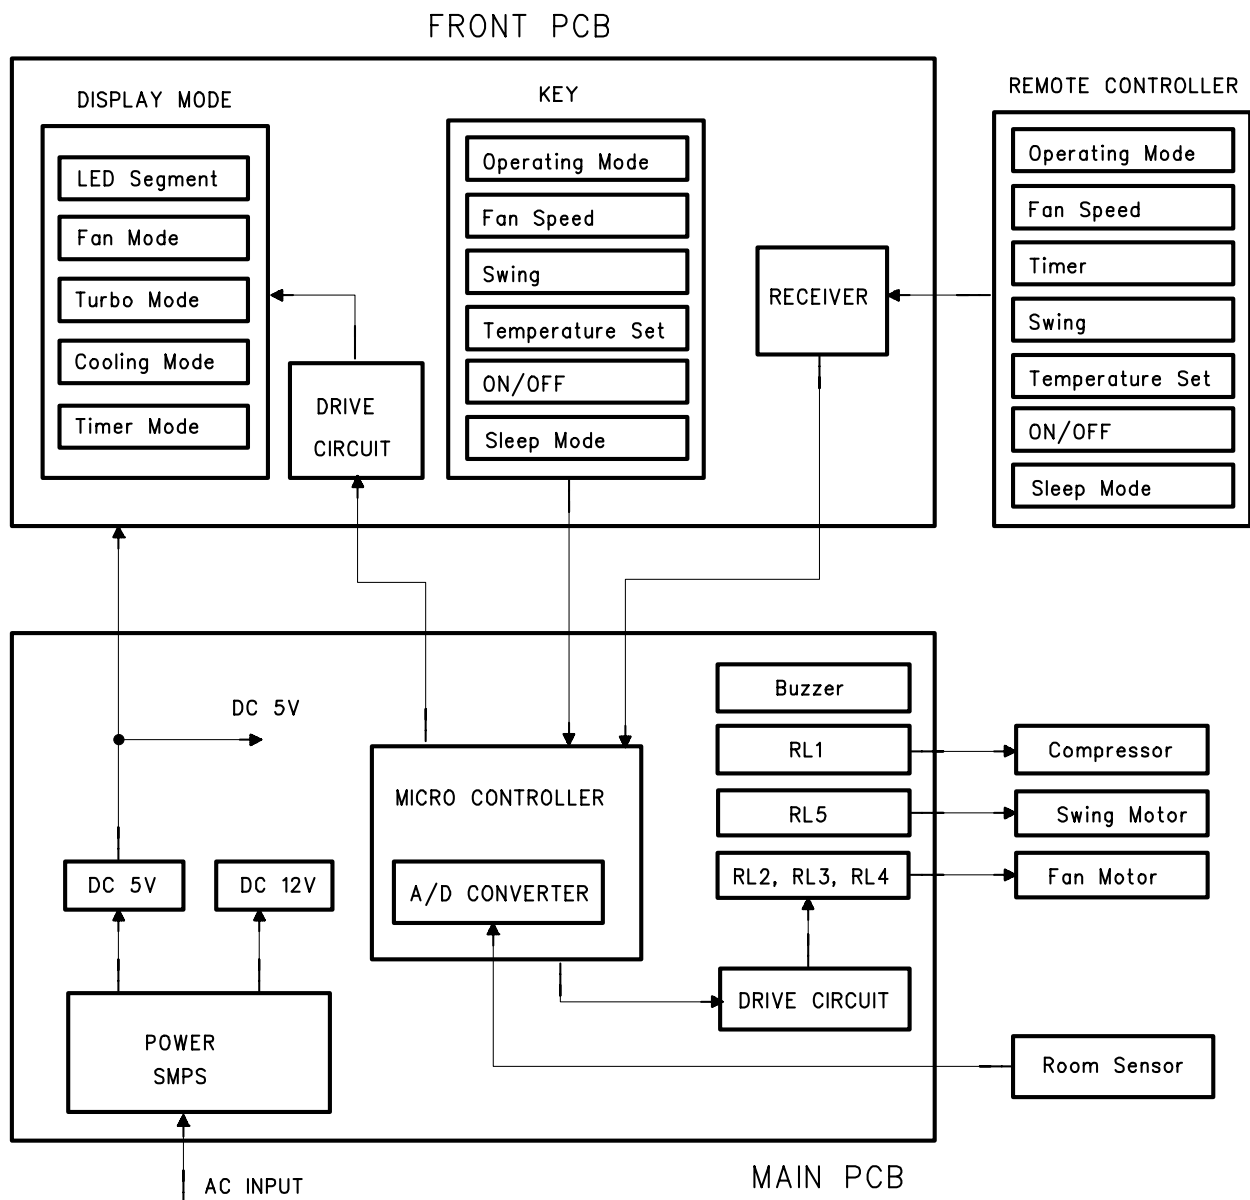 FRONT PCB
DISPLAY MODE
LED Segment
Fan Mode
Turbo Mode
Cooling Mode
Timer Mode
DRIVE
CIRCUIT
KEY
Operating Mode
Fan Speed
Swing
Temperature Set
ON/OFF
Sleep Mode
RECEIVER
REMOTE CONTROLLER
Operating Mode
Fan Speed
Timer
Swing
Temperature Set
ON/OFF
Sleep Mode
DC 5V
DC 5V
DC 12V
POWER
SMPS
AC INPUT
MICRO CONTROLLER
A/D CONVERTER
Buzzer
RL1
RL5
RL2, RL3, RL4
DRIVE CIRCUIT
Compressor
Swing Motor
Fan Motor
Room Sensor
MAIN PCB